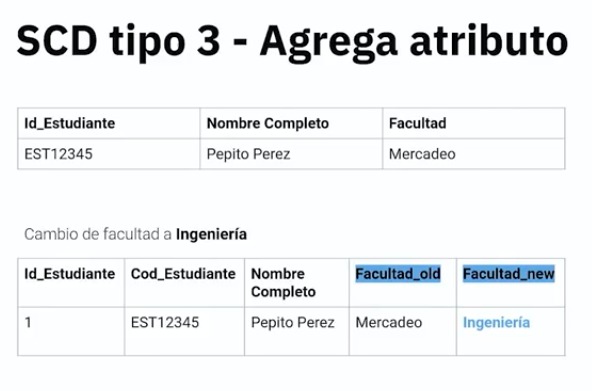 SCD tipo 3 - Agrega atributo
Id_Estudiante Nombre Completo Facultad
EST12345 Pepito Perez Mercadeo
Cambio de facultad a Ingeniería
Id_Estudiante Cod_Estudiante Nombre Completo Facultad_old Facultad_new
1 EST12345 Pepito Perez Mercadeo Ingeniería